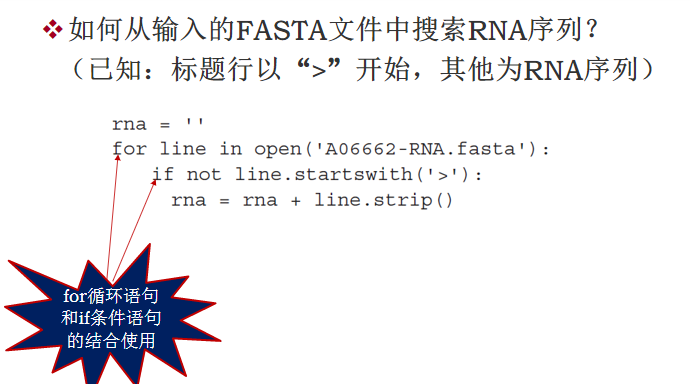 ❖如何从输入的FASTA文件中搜索RNA序列？
（已知：标题行以“>”开始，其他为RNA序列）
rna = ''
for line in open('A06662-RNA.fasta'):
if not line.startswith('>'):
rna = rna + line.strip()
for循环语句
和if条件语句
的结合使用